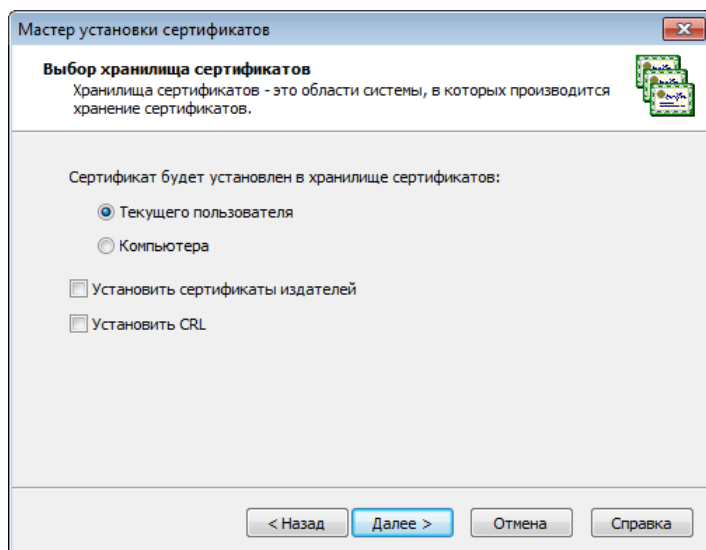 Мастер установки сертификатов
Выбор хранилища сертификатов
Хранилища сертификатов - это области системы, в которых производится
хранение сертификатов.
Сертификат будет установлен в хранилище сертификатов:
Текущего пользователя
Компьютера
Установить сертификаты издателей
Установить CRL
< Назад
Далее >
Отмена
Справка